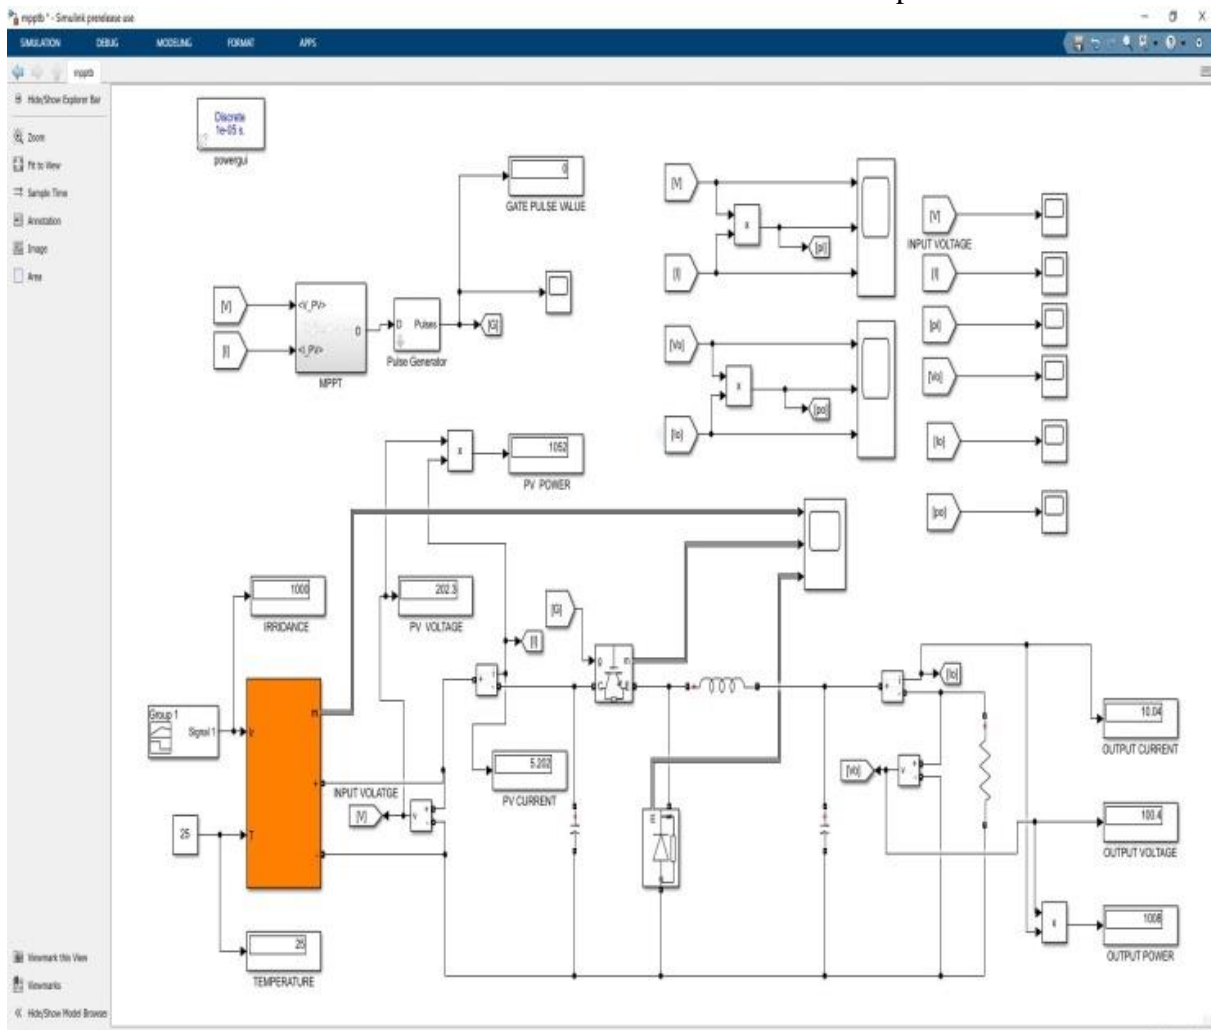 mpptb * - Simulink prerelease use
SIMULATION DEBUG MODELING FORMAT APPS
mpptb
Hide/Show Explorer Bar
Zoom
Fit to View
Sample Time
Annotation
Image
Area
Discrete
1e-05 s.
powergui
0
GATE PULSE VALUE
[V]
[I]
<V_PV>
<I_PV>
D
MPPT
D Pulses
Pulse Generator
[G]
[V]
x
[pi]
[I]
[Vo]
x
[po]
[Io]
[V]
INPUT VOLTAGE
[I]
[pi]
[Vo]
[Io]
[po]
x
1052
PV POWER
1000
IRRIDANCE
202.3
PV VOLTAGE
[G]
[I]
+ i
-
g m
C E
+ i
-
[Io]
Group 1
Signal 1
Ir
m
+
T
-
25
25
TEMPERATURE
INPUT VOLATGE
[V]
v +
-
5.202
PV CURRENT
[Vo]
v +
-
10.04
OUTPUT CURRENT
100.4
OUTPUT VOLTAGE
x
1008
OUTPUT POWER
Viewmark this View
Viewmarks
Hide/Show Model Browser